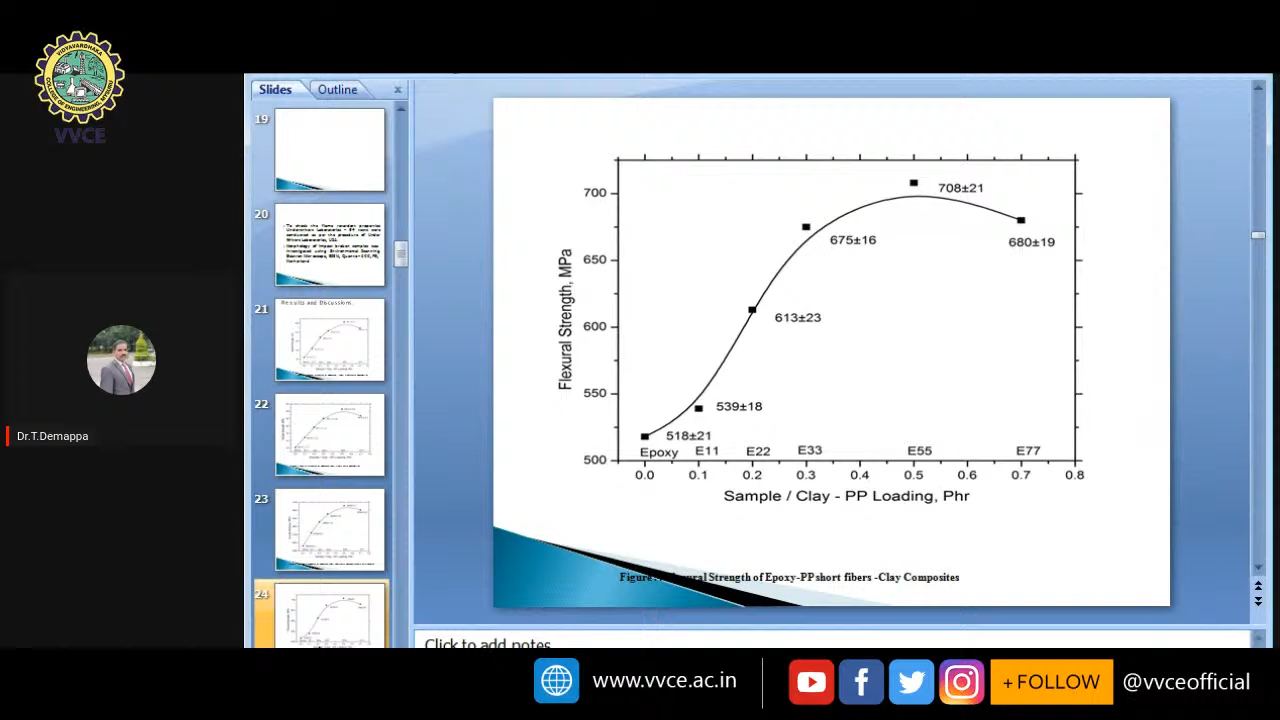 VIDYAVARDHAKA
COLLEGE OF ENGINEERING, MYSURU
VVCE
Slides
Outline
19
20
21
Results and Discussions.
22
23
24
Dr.T.Demappa
Flexural Strength, MPa
700
650
600
550
500
708±21
675±16
680±19
613±23
539±18
518±21
Epoxy E11 E22 E33 E55 E77
0.0 0.1 0.2 0.3 0.4 0.5 0.6 0.7 0.8
Sample / Clay - PP Loading, Phr
Strength of Epoxy-PP short fibers -Clay Composites
Click to add notes
www.vvce.ac.in
+ FOLLOW
@vvceofficial